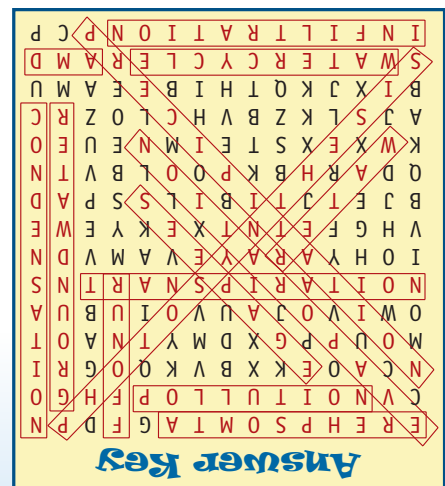 Answer Key
N P D F G A T M O S P H E R E
O G H F P O L L U T I O N V C
I R G O Q K V B X K E O A C N
T O A N T Y M D X G P P U O M
A U B U I O V U A J O V I W O
S N T R A N S P I R A T I O N
N D V M A V E Y A R A Y H O I
E W E Y K E X T N T E F G H V
D A P S S L I B I T J T E J B
N T V B L O O P K B H R A D Q
O E U E N M I E T S X E X W K
C R Z O L C H V B Z K L S J A
U M A E E B I H T Q K J X I B
D M A R E L C Y C R E T A W S
P C P N O I T A R T L I F N I